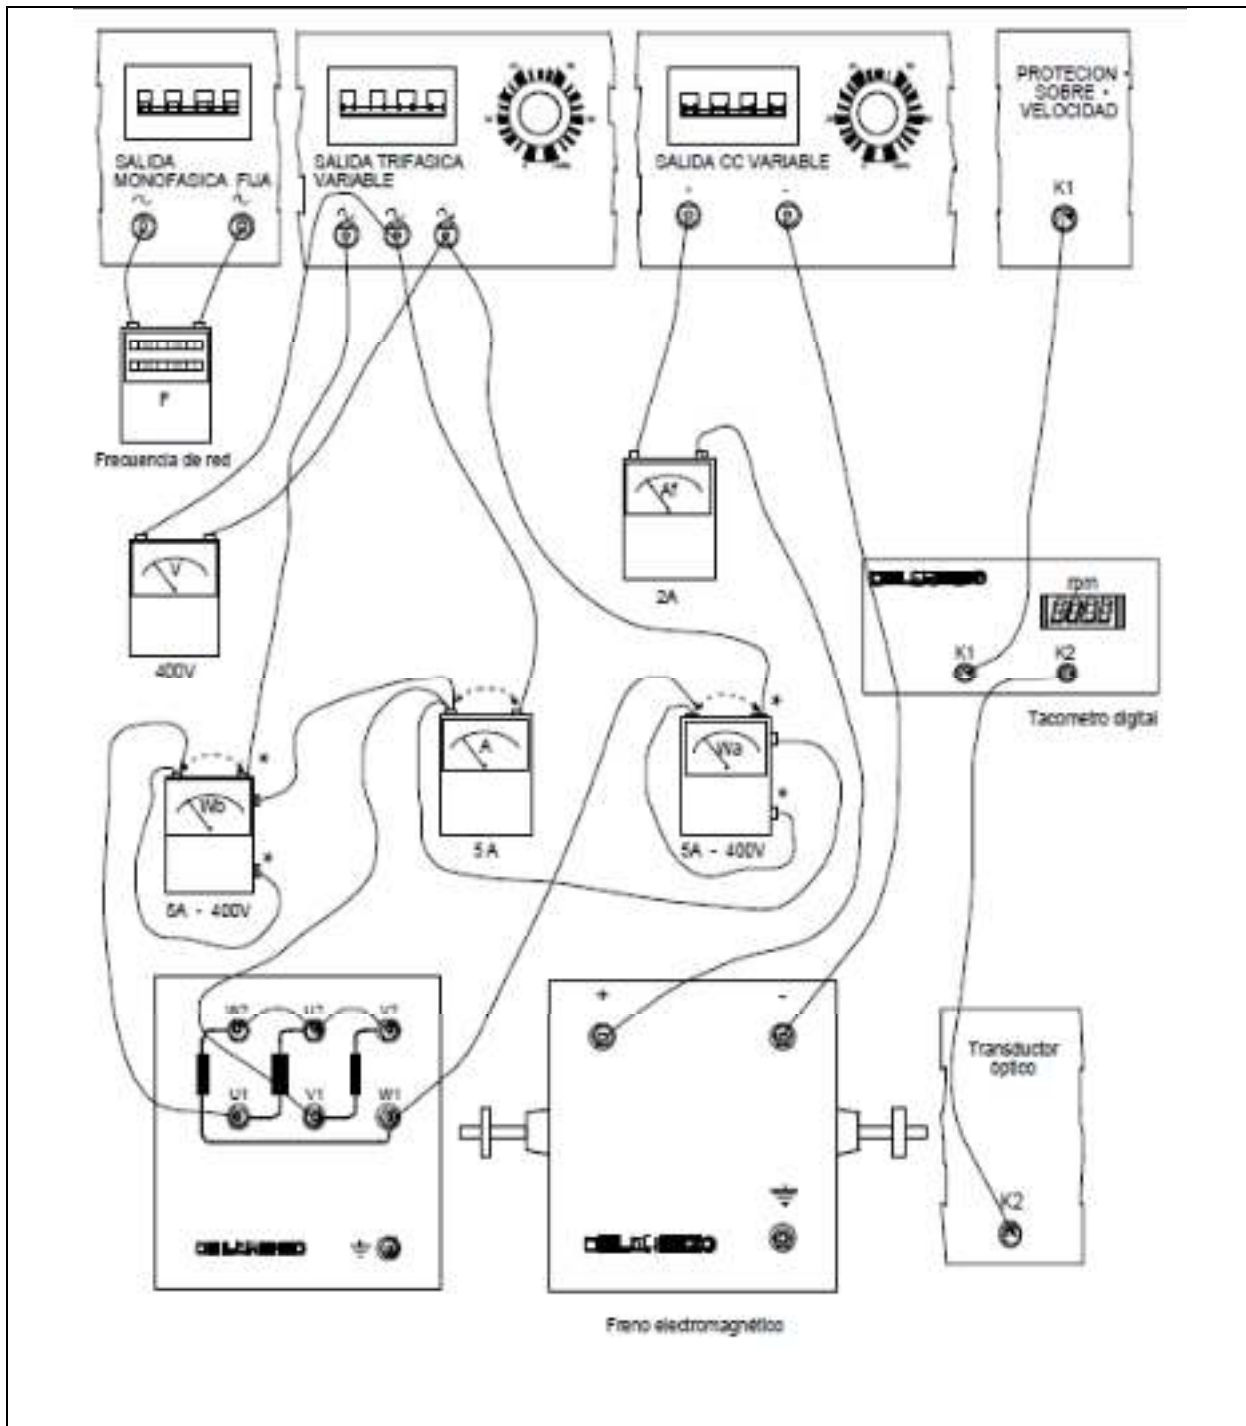 SALIDA
MONOFASICA FIJA
SALIDA TRIFASICA
VARIABLE
SALIDA CC VARIABLE
+
-
PROTECION
SOBRE
VELOCIDAD
K1
F
Frecuencia de red
V
400V
Af
2A
rpm
K1
K2
Tacometro digital
Wb
*
*
5A - 400V
A
5A
Wa
*
*
5A - 400V
W2
U2
V2
U1
V1
W1
+
-
Freno electromagnético
Transductor
óptico
K2